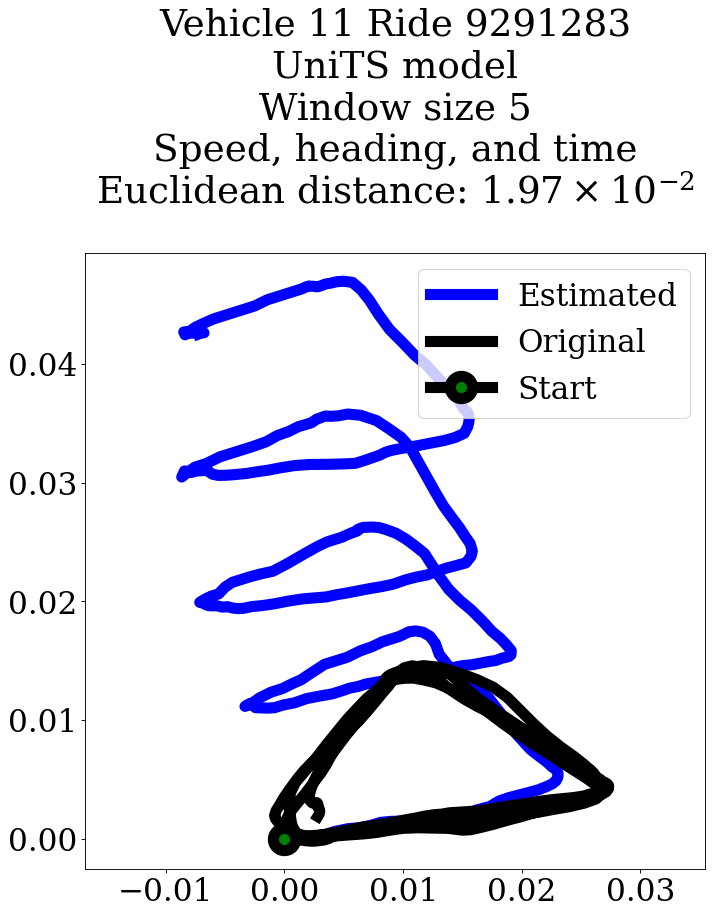 Vehicle 11 Ride 9291283
UniTS model
Window size 5
Speed, heading, and time
Euclidean distance: 1.97 × 10⁻²
Estimated
Original
Start
0.04
0.03
0.02
0.01
0.00
−0.01 0.00 0.01 0.02 0.03